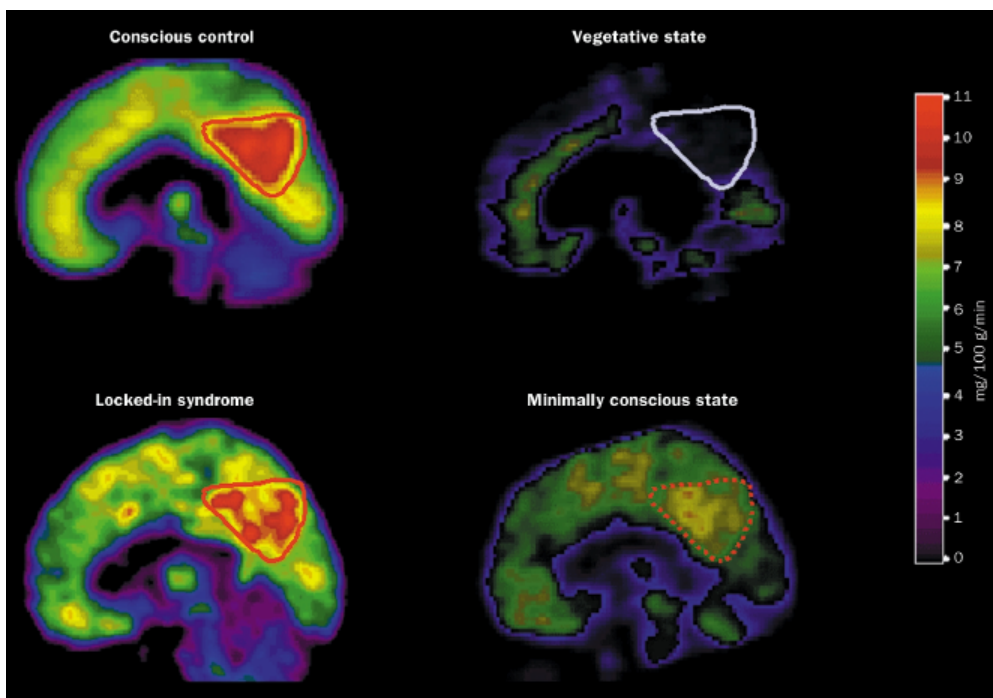 Conscious control
Vegetative state
Locked-in syndrome
Minimally conscious state
11
10
9
8
7
6
5
4
3
2
1
0
mg/100 g/min